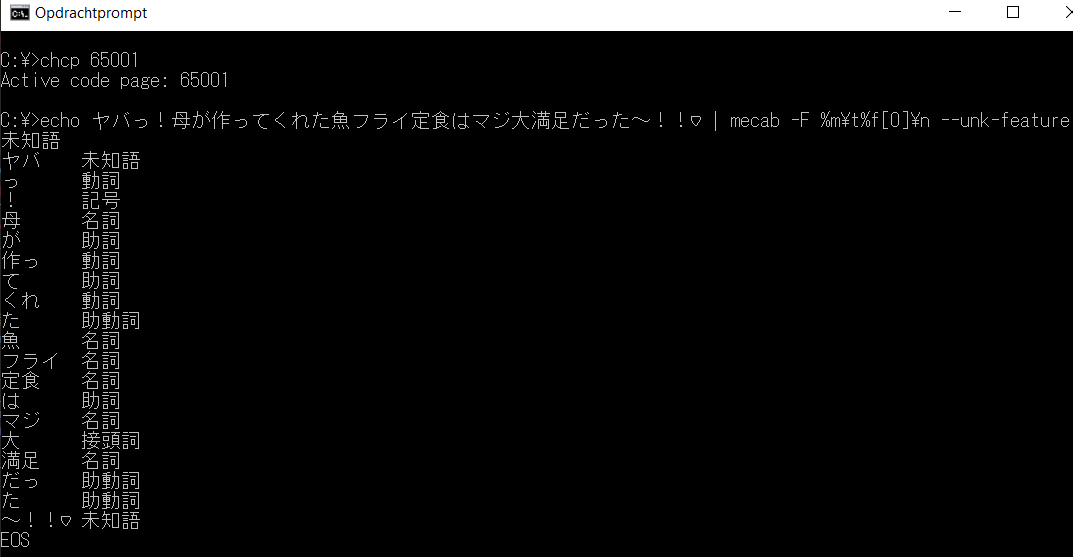 Opdrachtprompt
C:¥>chcp 65001
Active code page: 65001
C:¥>echo ヤバっ！母が作ってくれた魚フライ定食はマジ大満足だった～！！♡ | mecab -F %m¥t%f[0]¥n --unk-feature
未知語
ヤバ 未知語
っ 動詞
！ 記号
母 名詞
が 助詞
作っ 動詞
て 助詞
くれ 動詞
た 助動詞
魚 名詞
フライ 名詞
定食 名詞
は 助詞
マジ 名詞
大 接頭詞
満足 名詞
だっ 助動詞
た 助動詞
～！！♡ 未知語
EOS